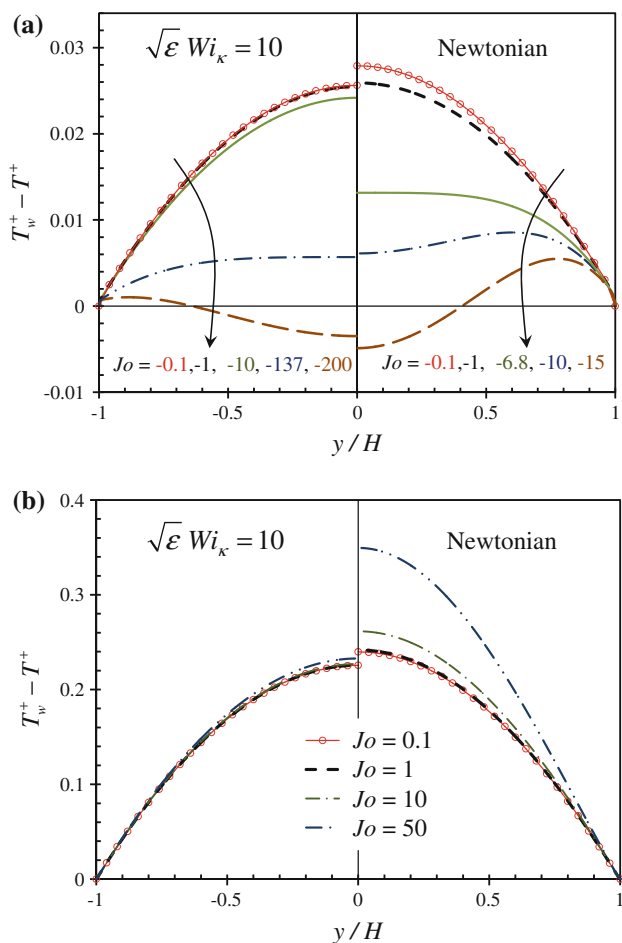 (a)
√ε Wiκ = 10
Newtonian
0.03
0.02
0.01
0
-0.01
T_w^+ − T^+
Jo = -0.1,-1, -10, -137, -200
Jo = -0.1,-1, -6.8, -10, -15
-1
-0.5
0
0.5
1
y / H
(b)
√ε Wiκ = 10
Newtonian
0.4
0.3
0.2
0.1
0
T_w^+ − T^+
Jo = 0.1
Jo = 1
Jo = 10
Jo = 50
-1
-0.5
0
0.5
1
y / H